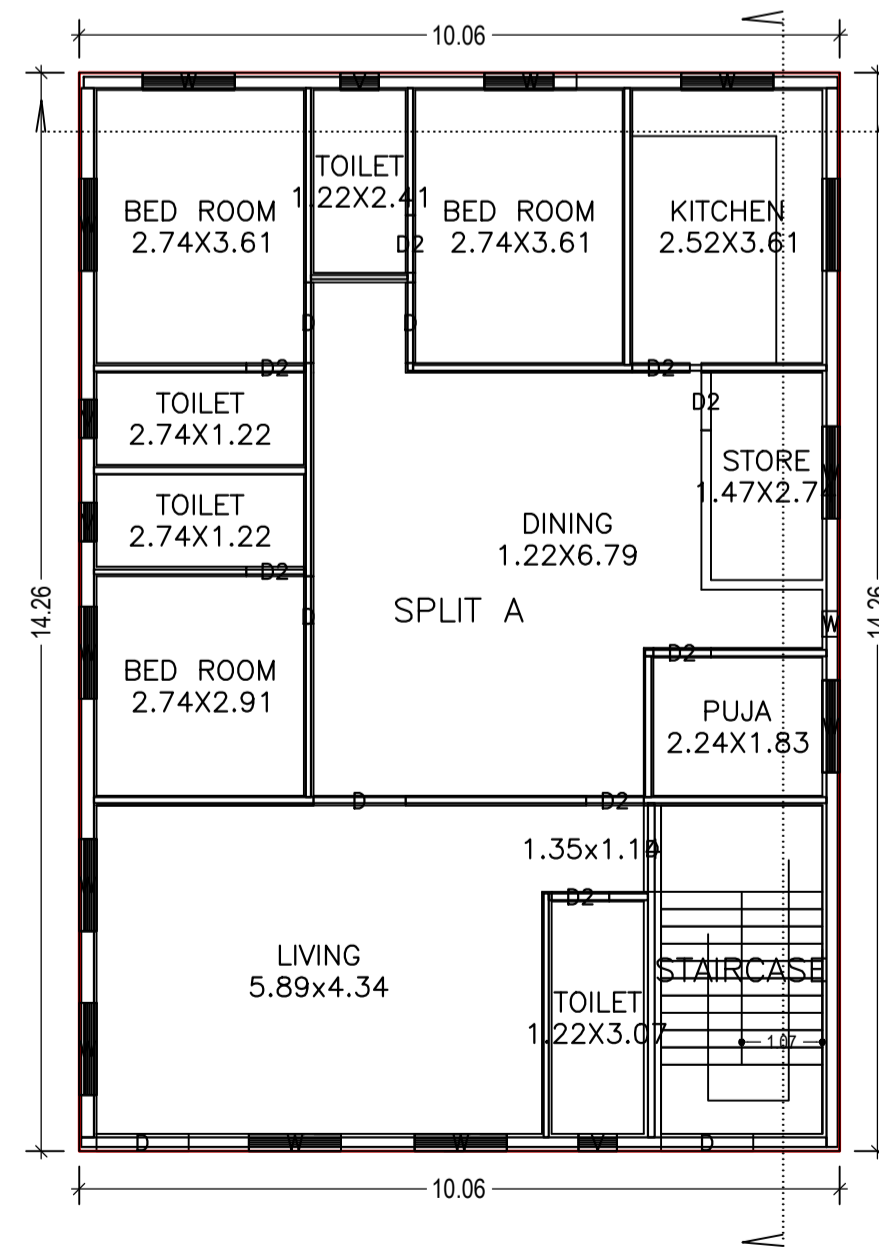 10.06
W V W W
TOILET
1.22X2.41
BED ROOM
2.74X3.61
BED ROOM
2.74X3.61
KITCHEN
2.52X3.61
W
D2
D
D
D2
D2
D2
TOILET
2.74X1.22
W
STORE
1.47X2.74
W
TOILET
2.74X1.22
W
DINING
1.22X6.79
D2
14.26
14.26
SPLIT A
D
W
W
D2
BED ROOM
2.74X2.91
PUJA
2.24X1.83
W
D
D2
1.35x1.14
D
W
D2
LIVING
5.89x4.34
STAIRCASE
TOILET
1.22X3.07
1.07
W
D W W V D
10.06